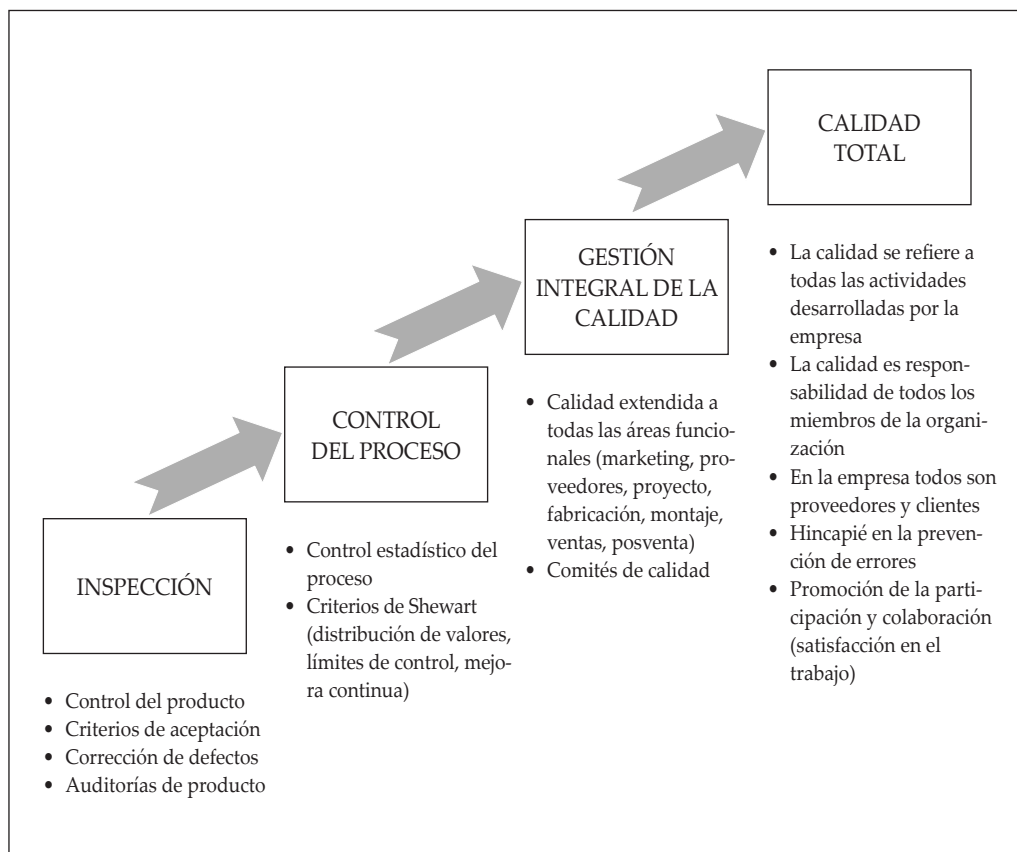 INSPECCIÓN
• Control del producto
• Criterios de aceptación
• Corrección de defectos
• Auditorías de producto
CONTROL
DEL PROCESO
• Control estadístico del
proceso
• Criterios de Shewart
(distribución de valores,
límites de control, mejo-
ra continua)
GESTIÓN
INTEGRAL DE LA
CALIDAD
• Calidad extendida a
todas las áreas funcio-
nales (marketing, pro-
veedores, proyecto,
fabricación, montaje,
ventas, posventa)
• Comités de calidad
CALIDAD
TOTAL
• La calidad se refiere a
todas las actividades
desarrolladas por la
empresa
• La calidad es respon-
sabilidad de todos los
miembros de la organi-
zación
• En la empresa todos son
proveedores y clientes
• Hincapié en la preven-
ción de errores
• Promoción de la parti-
cipación y colaboración
(satisfacción en el
trabajo)